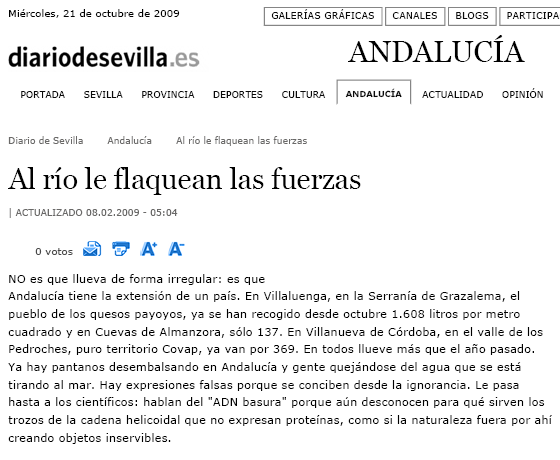 Miércoles, 21 de octubre de 2009
GALERÍAS GRÁFICAS CANALES BLOGS PARTICIPA
diariodesevilla.es ANDALUCÍA
PORTADA SEVILLA PROVINCIA DEPORTES CULTURA ANDALUCÍA ACTUALIDAD OPINIÓN
Diario de Sevilla Andalucía Al río le flaquean las fuerzas
Al río le flaquean las fuerzas
| ACTUALIZADO 08.02.2009 - 05:04
0 votos A+ A-
NO es que llueva de forma irregular: es que
Andalucía tiene la extensión de un país. En Villaluenga, en la Serranía de Grazalema, el
pueblo de los quesos payoyos, ya se han recogido desde octubre 1.608 litros por metro
cuadrado y en Cuevas de Almanzora, sólo 137. En Villanueva de Córdoba, en el valle de los
Pedroches, puro territorio Covap, ya van por 369. En todos llueve más que el año pasado.
Ya hay pantanos desembalsando en Andalucía y gente quejándose del agua que se está
tirando al mar. Hay expresiones falsas porque se conciben desde la ignorancia. Le pasa
hasta a los científicos: hablan del "ADN basura" porque aún desconocen para qué sirven los
trozos de la cadena helicoidal que no expresan proteínas, como si la naturaleza fuera por ahí
creando objetos inservibles.